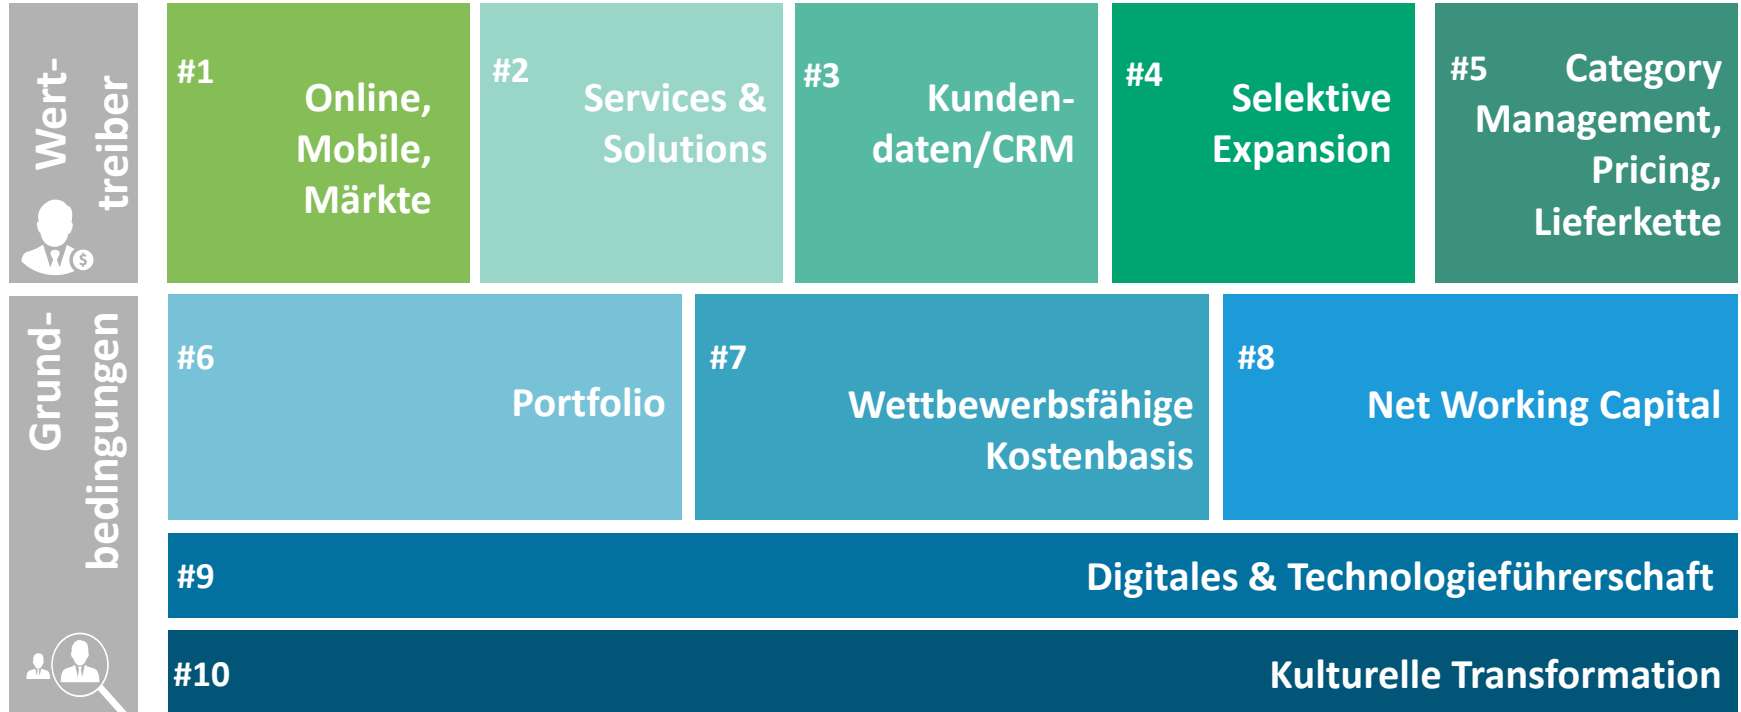 Wert-
treiber
#1
Online,
Mobile,
Märkte
#2
Services &
Solutions
#3
Kunden-
daten/CRM
#4
Selektive
Expansion
#5
Category
Management,
Pricing,
Lieferkette
$
Grund-
bedingungen
#6
Portfolio
#7
Wettbewerbsfähige
Kostenbasis
#8
Net Working Capital
#9
Digitales & Technologieführerschaft
#10
Kulturelle Transformation